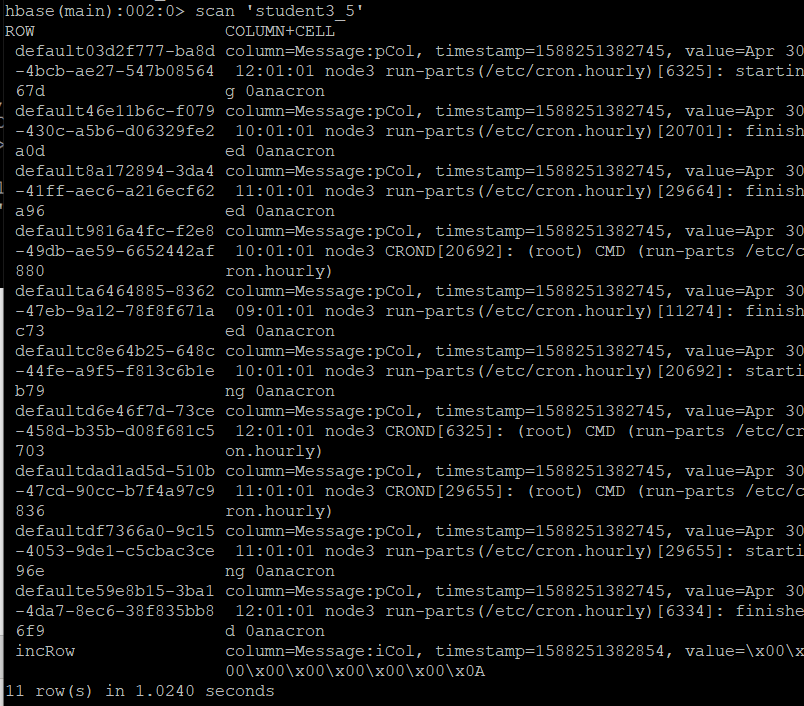 hbase(main):002:0> scan 'student3_5'
ROW                   COLUMN+CELL
 default03d2f777-ba8d column=Message:pCol, timestamp=1588251382745, value=Apr 30
 -4bcb-ae27-547b08564  12:01:01 node3 run-parts(/etc/cron.hourly)[6325]: startin
 67d                  g 0anacron
 default46e11b6c-f079 column=Message:pCol, timestamp=1588251382745, value=Apr 30
 -430c-a5b6-d06329fe2  10:01:01 node3 run-parts(/etc/cron.hourly)[20701]: finish
 a0d                  ed 0anacron
 default8a172894-3da4 column=Message:pCol, timestamp=1588251382745, value=Apr 30
 -41ff-aec6-a216ecf62  11:01:01 node3 run-parts(/etc/cron.hourly)[29664]: finish
 a96                  ed 0anacron
 default9816a4fc-f2e8 column=Message:pCol, timestamp=1588251382745, value=Apr 30
 -49db-ae59-6652442af  10:01:01 node3 CROND[20692]: (root) CMD (run-parts /etc/c
 880                  ron.hourly)
 defaulta6464885-8362 column=Message:pCol, timestamp=1588251382745, value=Apr 30
 -47eb-9a12-78f8f671a  09:01:01 node3 run-parts(/etc/cron.hourly)[11274]: finish
 c73                  ed 0anacron
 defaultc8e64b25-648c column=Message:pCol, timestamp=1588251382745, value=Apr 30
 -44fe-a9f5-f813c6b1e  10:01:01 node3 run-parts(/etc/cron.hourly)[20692]: starti
 b79                  ng 0anacron
 defaultd6e46f7d-73ce column=Message:pCol, timestamp=1588251382745, value=Apr 30
 -458d-b35b-d08f681c5  12:01:01 node3 CROND[6325]: (root) CMD (run-parts /etc/cr
 703                  on.hourly)
 defaultdad1ad5d-510b column=Message:pCol, timestamp=1588251382745, value=Apr 30
 -47cd-90cc-b7f4a97c9  11:01:01 node3 CROND[29655]: (root) CMD (run-parts /etc/c
 836                  ron.hourly)
 defaultdf7366a0-9c15 column=Message:pCol, timestamp=1588251382745, value=Apr 30
 -4053-9de1-c5cbac3ce  11:01:01 node3 run-parts(/etc/cron.hourly)[29655]: starti
 96e                  ng 0anacron
 defaulte59e8b15-3ba1 column=Message:pCol, timestamp=1588251382745, value=Apr 30
 -4da7-8ec6-38f835bb8  12:01:01 node3 run-parts(/etc/cron.hourly)[6334]: finishe
 6f9                  d 0anacron
 incRow               column=Message:iCol, timestamp=1588251382854, value=\x00\x
                      00\x00\x00\x00\x00\x00\x0A
11 row(s) in 1.0240 seconds